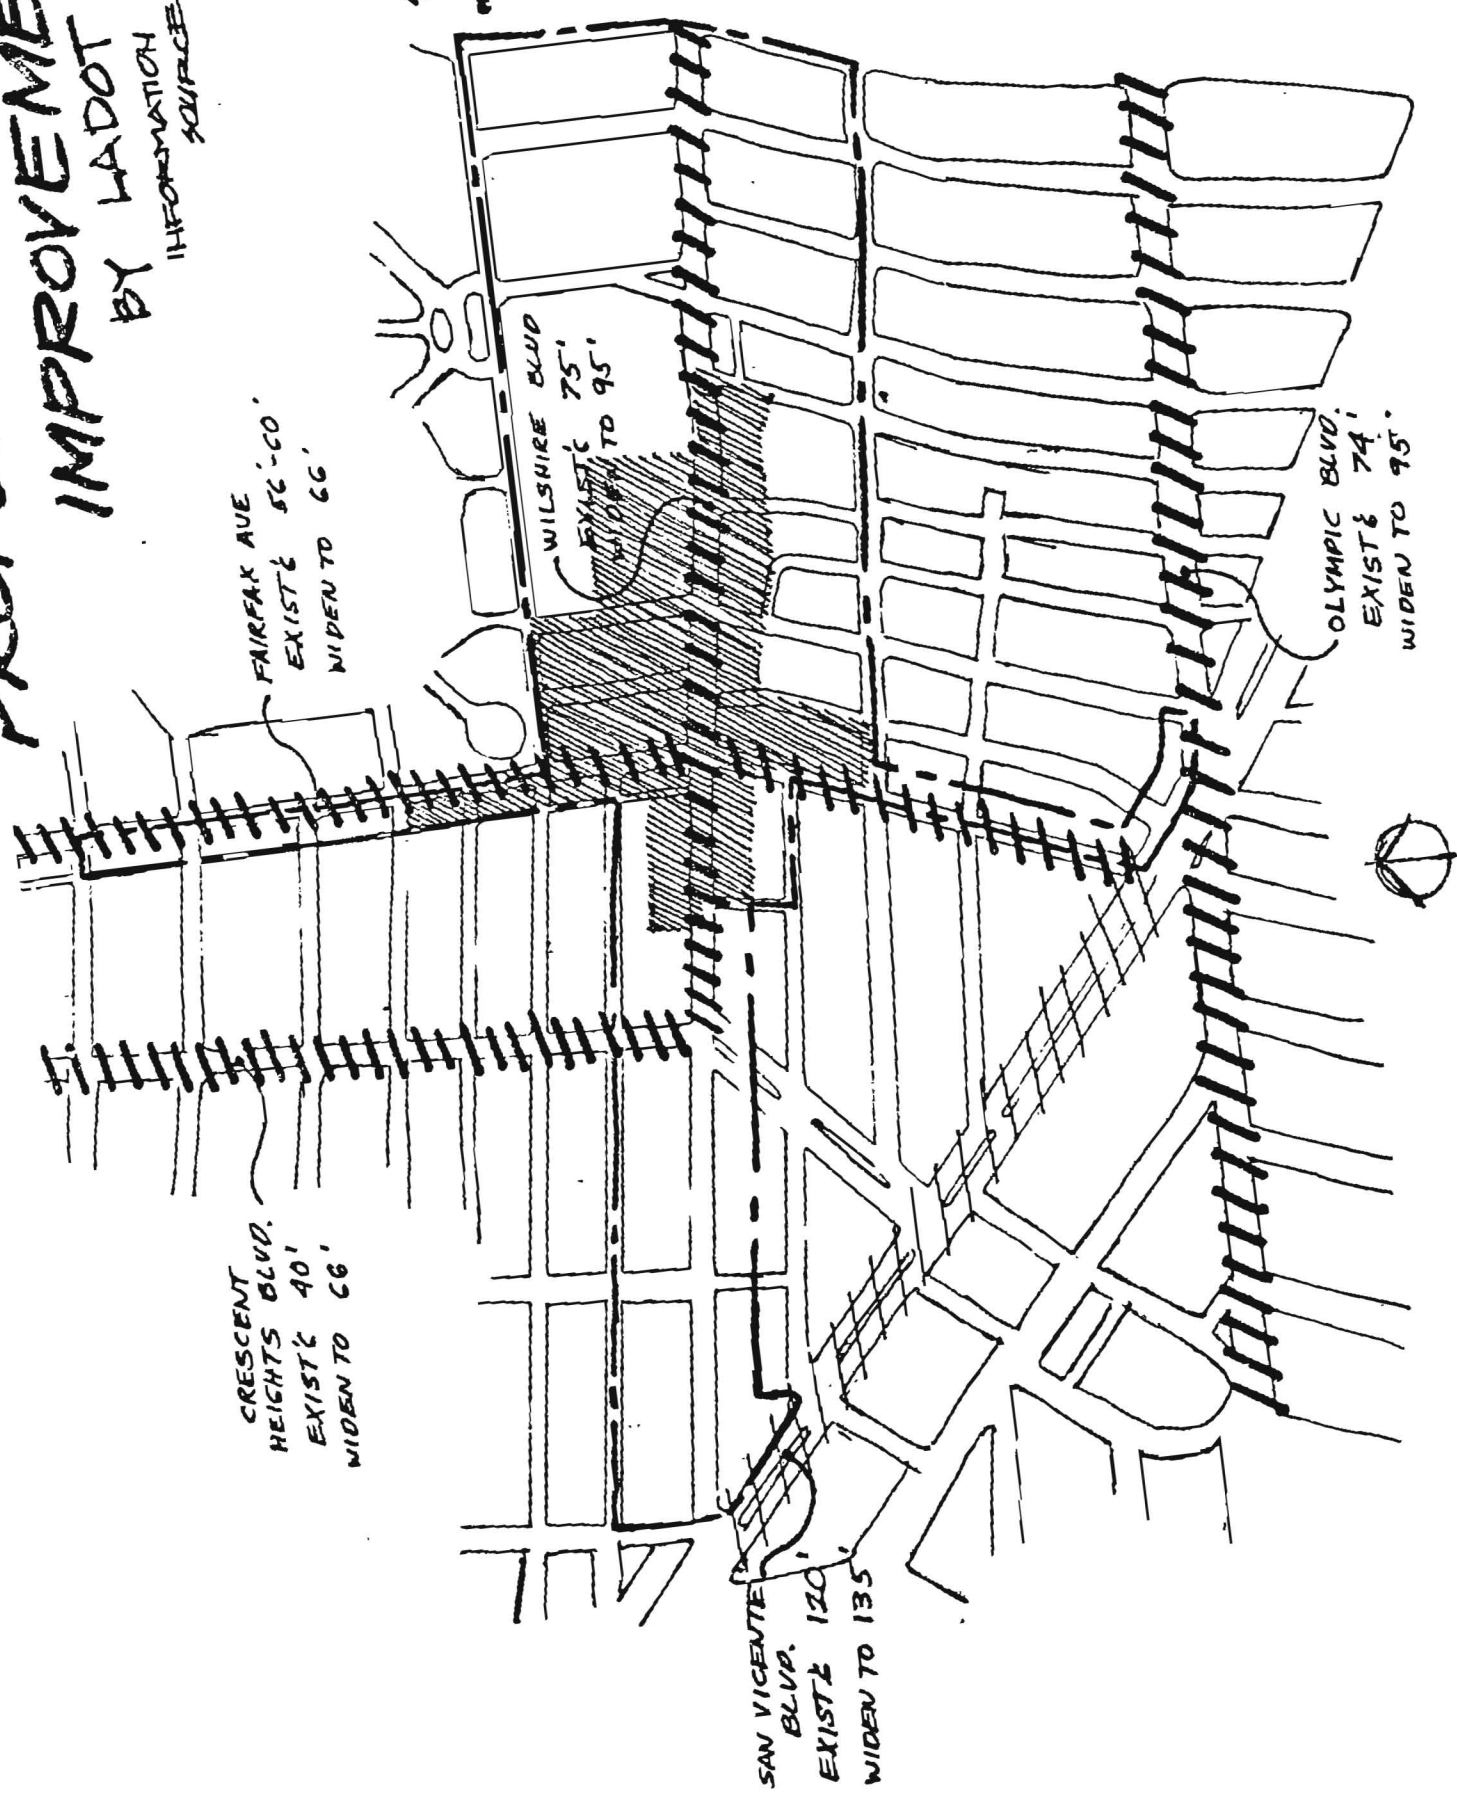 IMPROVEME
BY LADOT
INFORMATION
SOURCE
FAIRFAX AVE
EXIST'G 56'-60'
WIDEN TO 66'
WILSHIRE BLVD
EXIST'G 75'
WIDEN TO 95'
CRESCENT
HEIGHTS BLVD.
EXIST'G 40'
WIDEN TO 66'
OLYMPIC BLVD.
EXIST'G 74'
WIDEN TO 95'
SAN VICENTE
BLVD.
EXIST'G 120'
WIDEN TO 135'